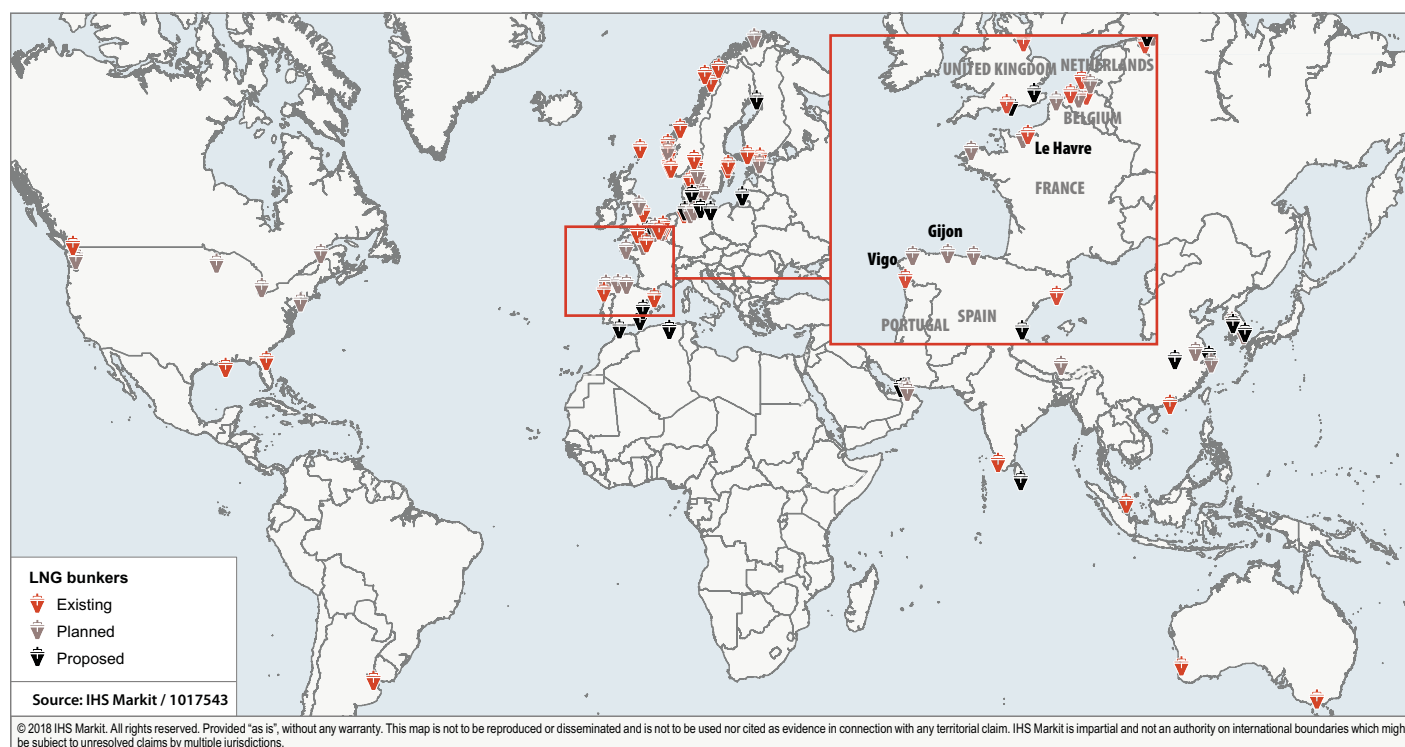 UNITED KINGDOM
NETHERLANDS
BELGIUM
Le Havre
FRANCE
Gijon
Vigo
SPAIN
PORTUGAL
LNG bunkers
Existing
Planned
Proposed
Source: IHS Markit / 1017543
© 2018 IHS Markit. All rights reserved. Provided "as is", without any warranty. This map is not to be reproduced or disseminated and is not to be used nor cited as evidence in connection with any territorial claim. IHS Markit is impartial and not an authority on international boundaries which migh
be subject to unresolved claims by multiple jurisdictions.